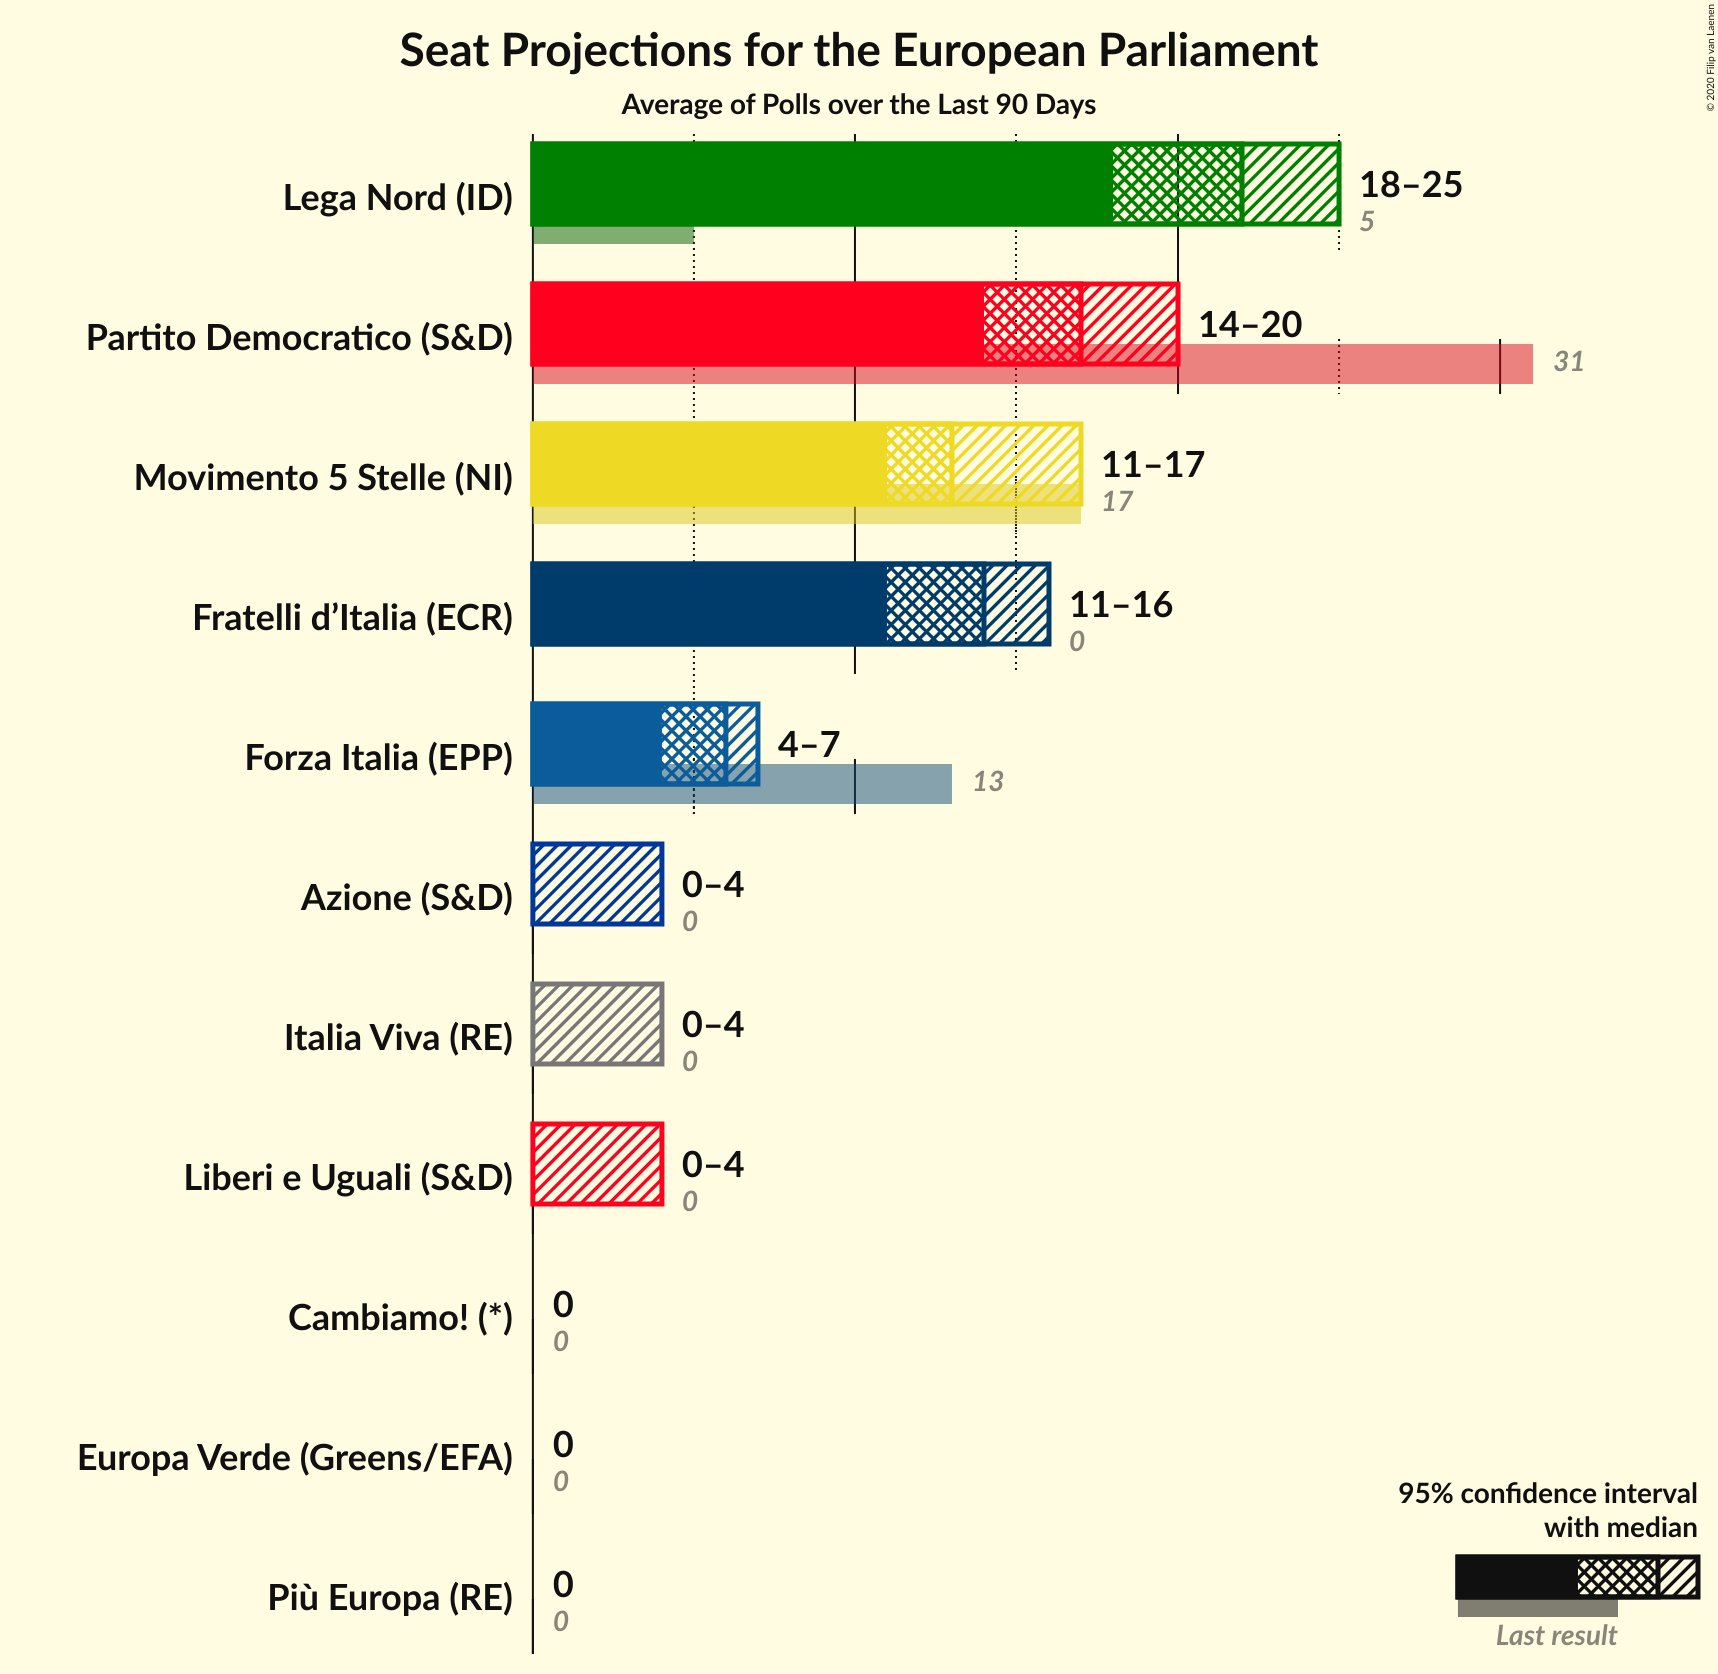 Seat Projections for the European Parliament
Average of Polls over the Last 90 Days
© 2020 Filip van Laenen
Lega Nord (ID)
18–25
5
Partito Democratico (S&D)
14–20
31
Movimento 5 Stelle (NI)
11–17
17
Fratelli d’Italia (ECR)
11–16
0
Forza Italia (EPP)
4–7
13
Azione (S&D)
0–4
0
Italia Viva (RE)
0–4
0
Liberi e Uguali (S&D)
0–4
0
Cambiamo! (*)
0
0
Europa Verde (Greens/EFA)
0
0
Più Europa (RE)
0
0
95% confidence interval
with median
Last result